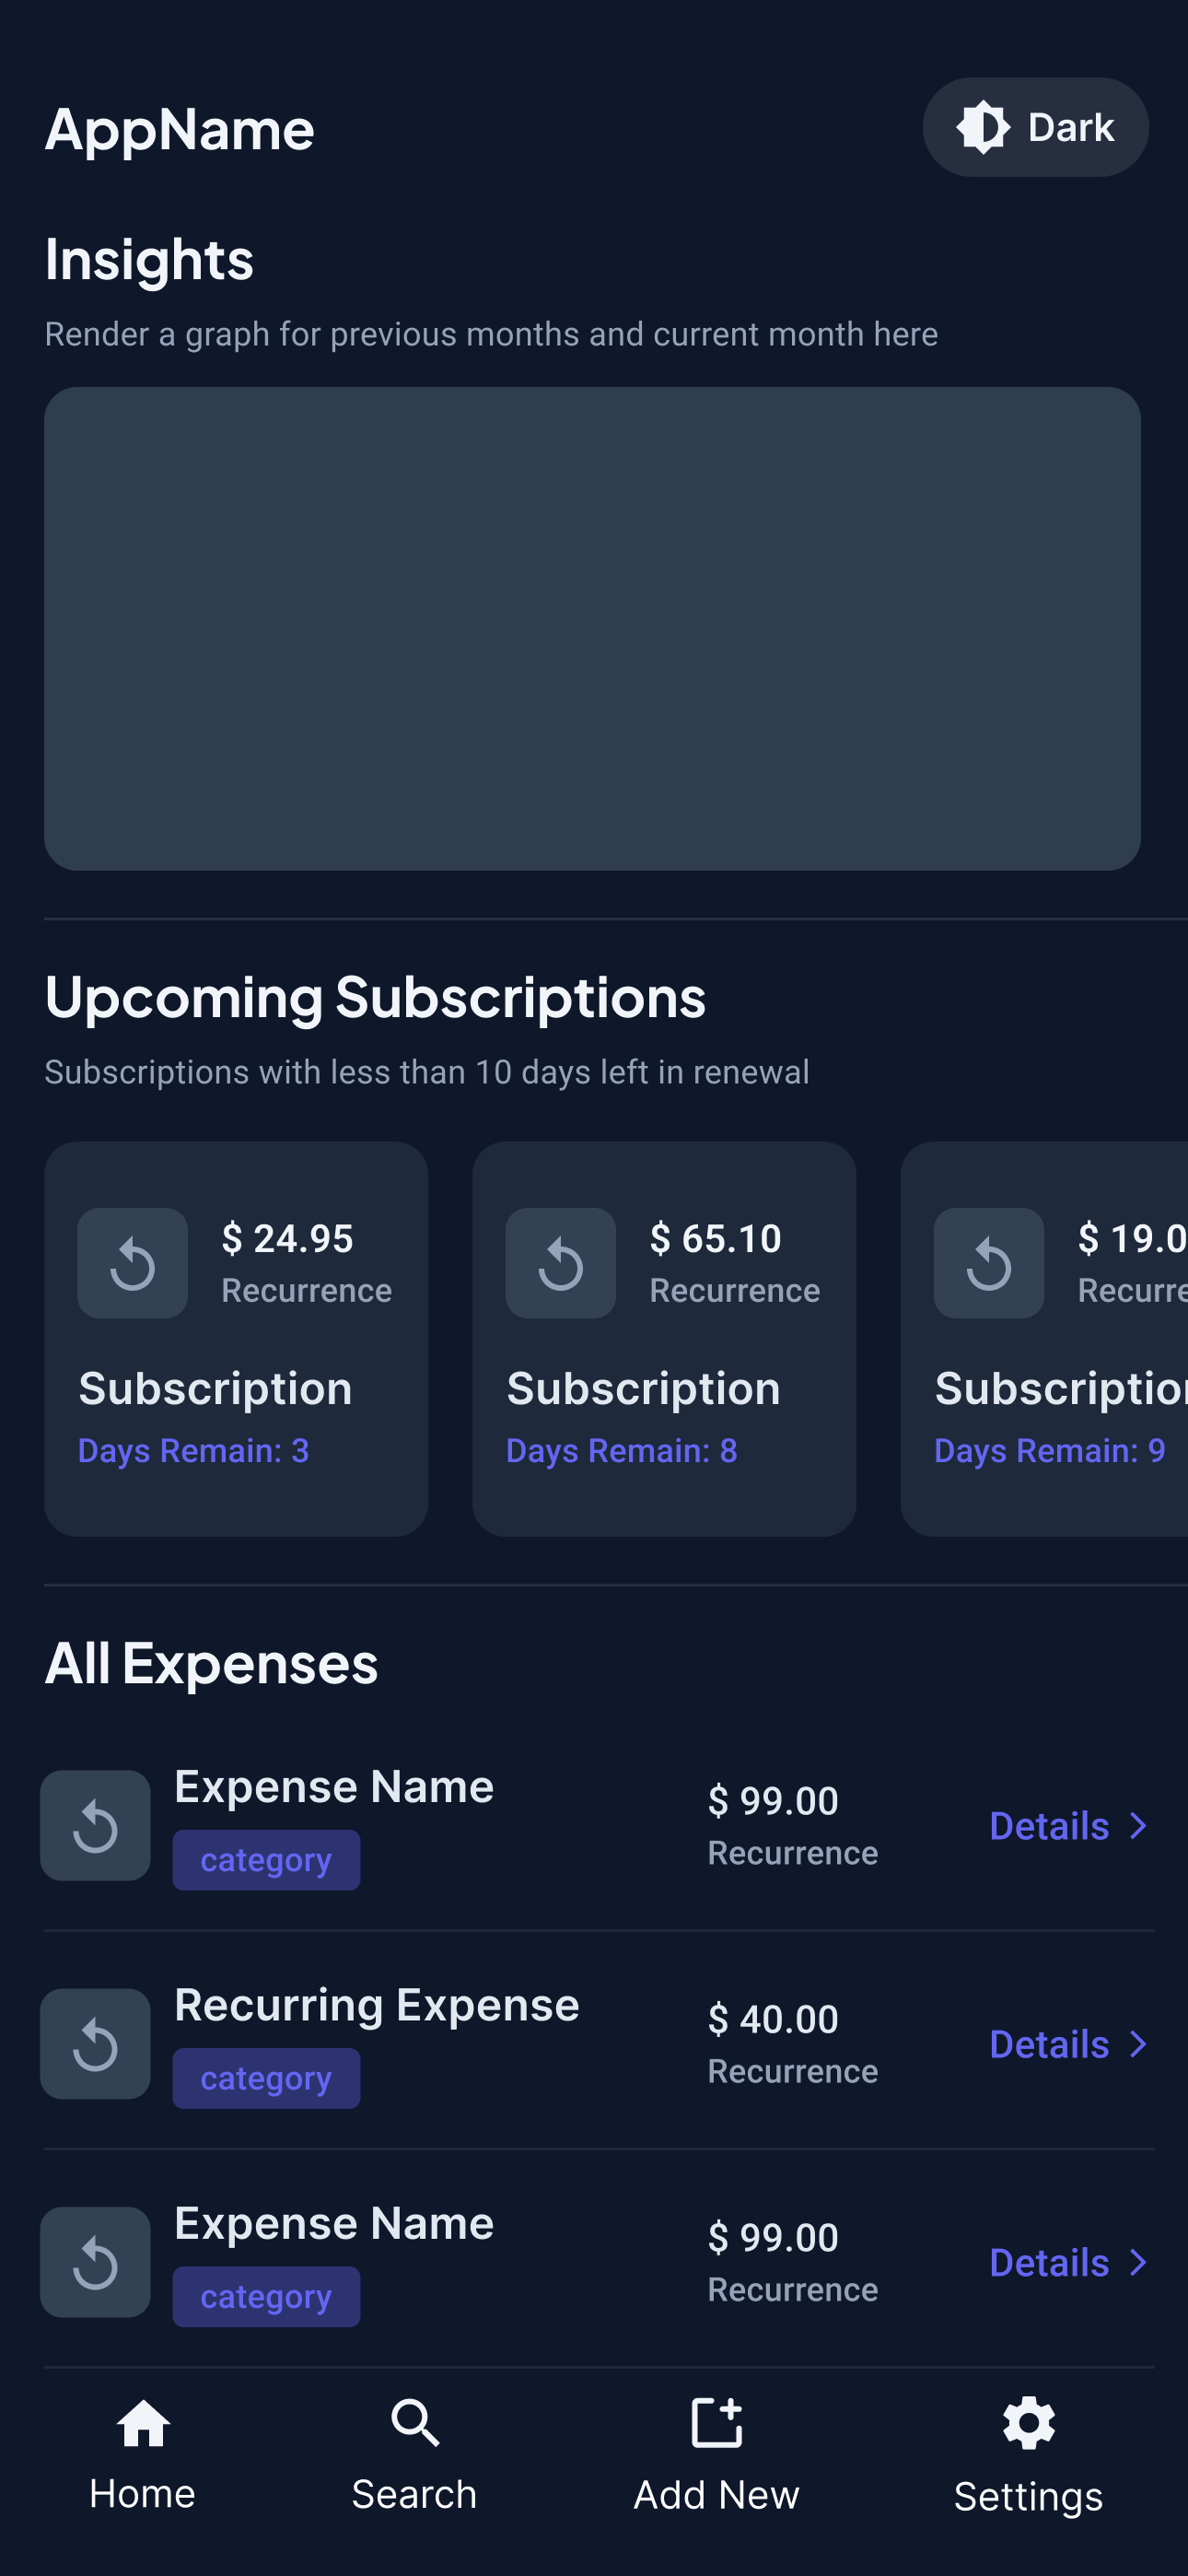 AppName
Dark
Insights
Render a graph for previous months and current month here
Upcoming Subscriptions
Subscriptions with less than 10 days left in renewal
$ 24.95
Recurrence
Subscription
Days Remain: 3
$ 65.10
Recurrence
Subscription
Days Remain: 8
$ 19.0
Recurre
Subscription
Days Remain: 9
All Expenses
Expense Name
category
$ 99.00
Recurrence
Details
Recurring Expense
category
$ 40.00
Recurrence
Details
Expense Name
category
$ 99.00
Recurrence
Details
Home
Search
Add New
Settings